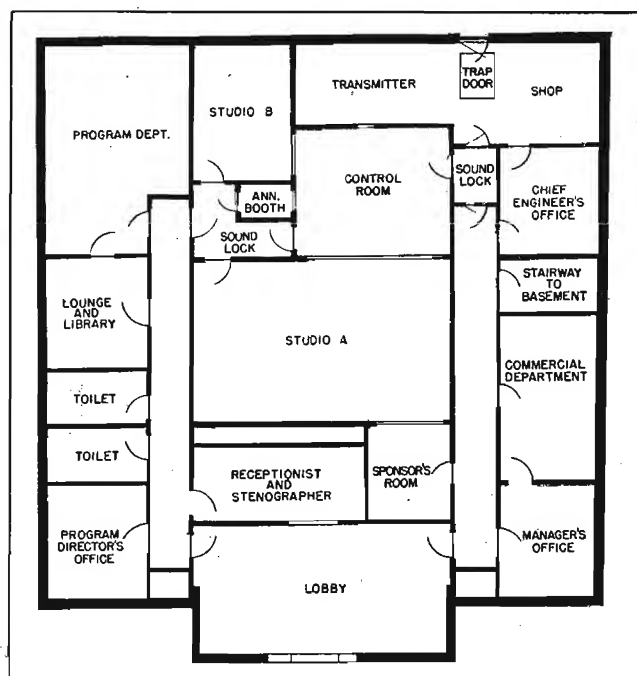 PROGRAM DEPT.
STUDIO B
TRANSMITTER
TRAP
DOOR
SHOP
ANN.
BOOTH
SOUND
LOCK
CONTROL
ROOM
SOUND
LOCK
CHIEF
ENGINEER'S
OFFICE
LOUNGE
AND
LIBRARY
STUDIO A
STAIRWAY
TO
BASEMENT
COMMERCIAL
DEPARTMENT
TOILET
TOILET
RECEPTIONIST
AND
STENOGRAPHER
SPONSOR'S
ROOM
PROGRAM
DIRECTOR'S
OFFICE
LOBBY
MANAGER'S
OFFICE